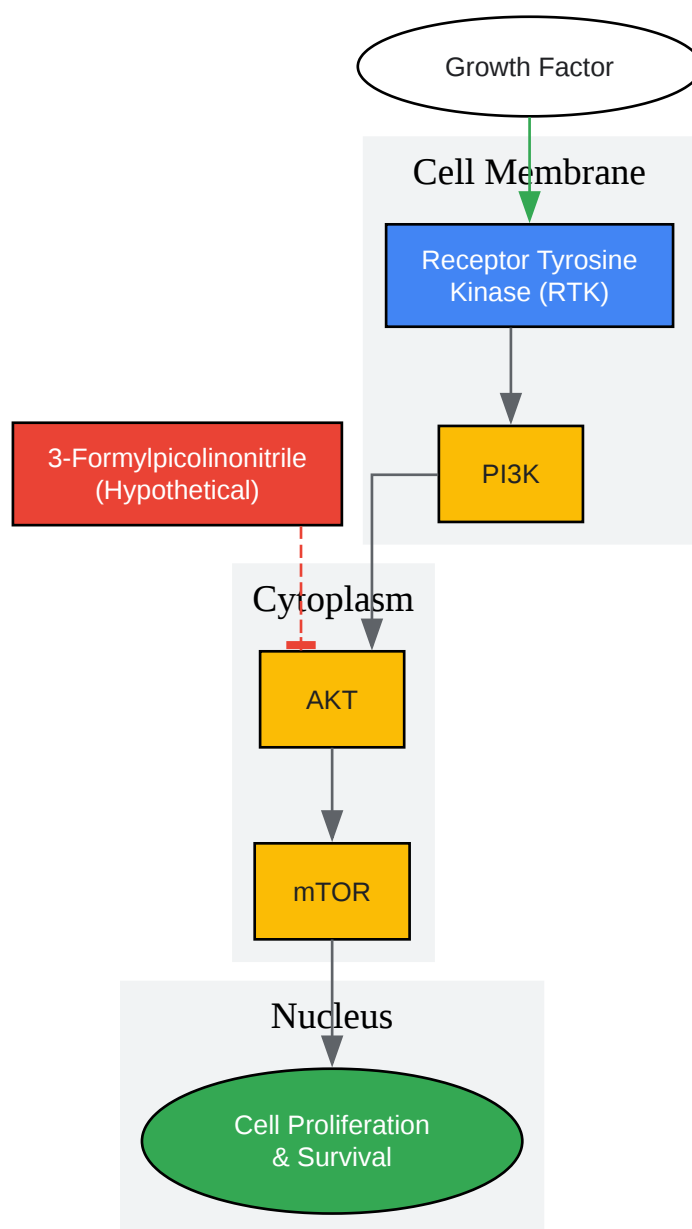 Growth Factor
Cell Membrane
Receptor Tyrosine
Kinase (RTK)
3-Formylpicolinonitrile
(Hypothetical)
PI3K
Cytoplasm
AKT
mTOR
Nucleus
Cell Proliferation
& Survival